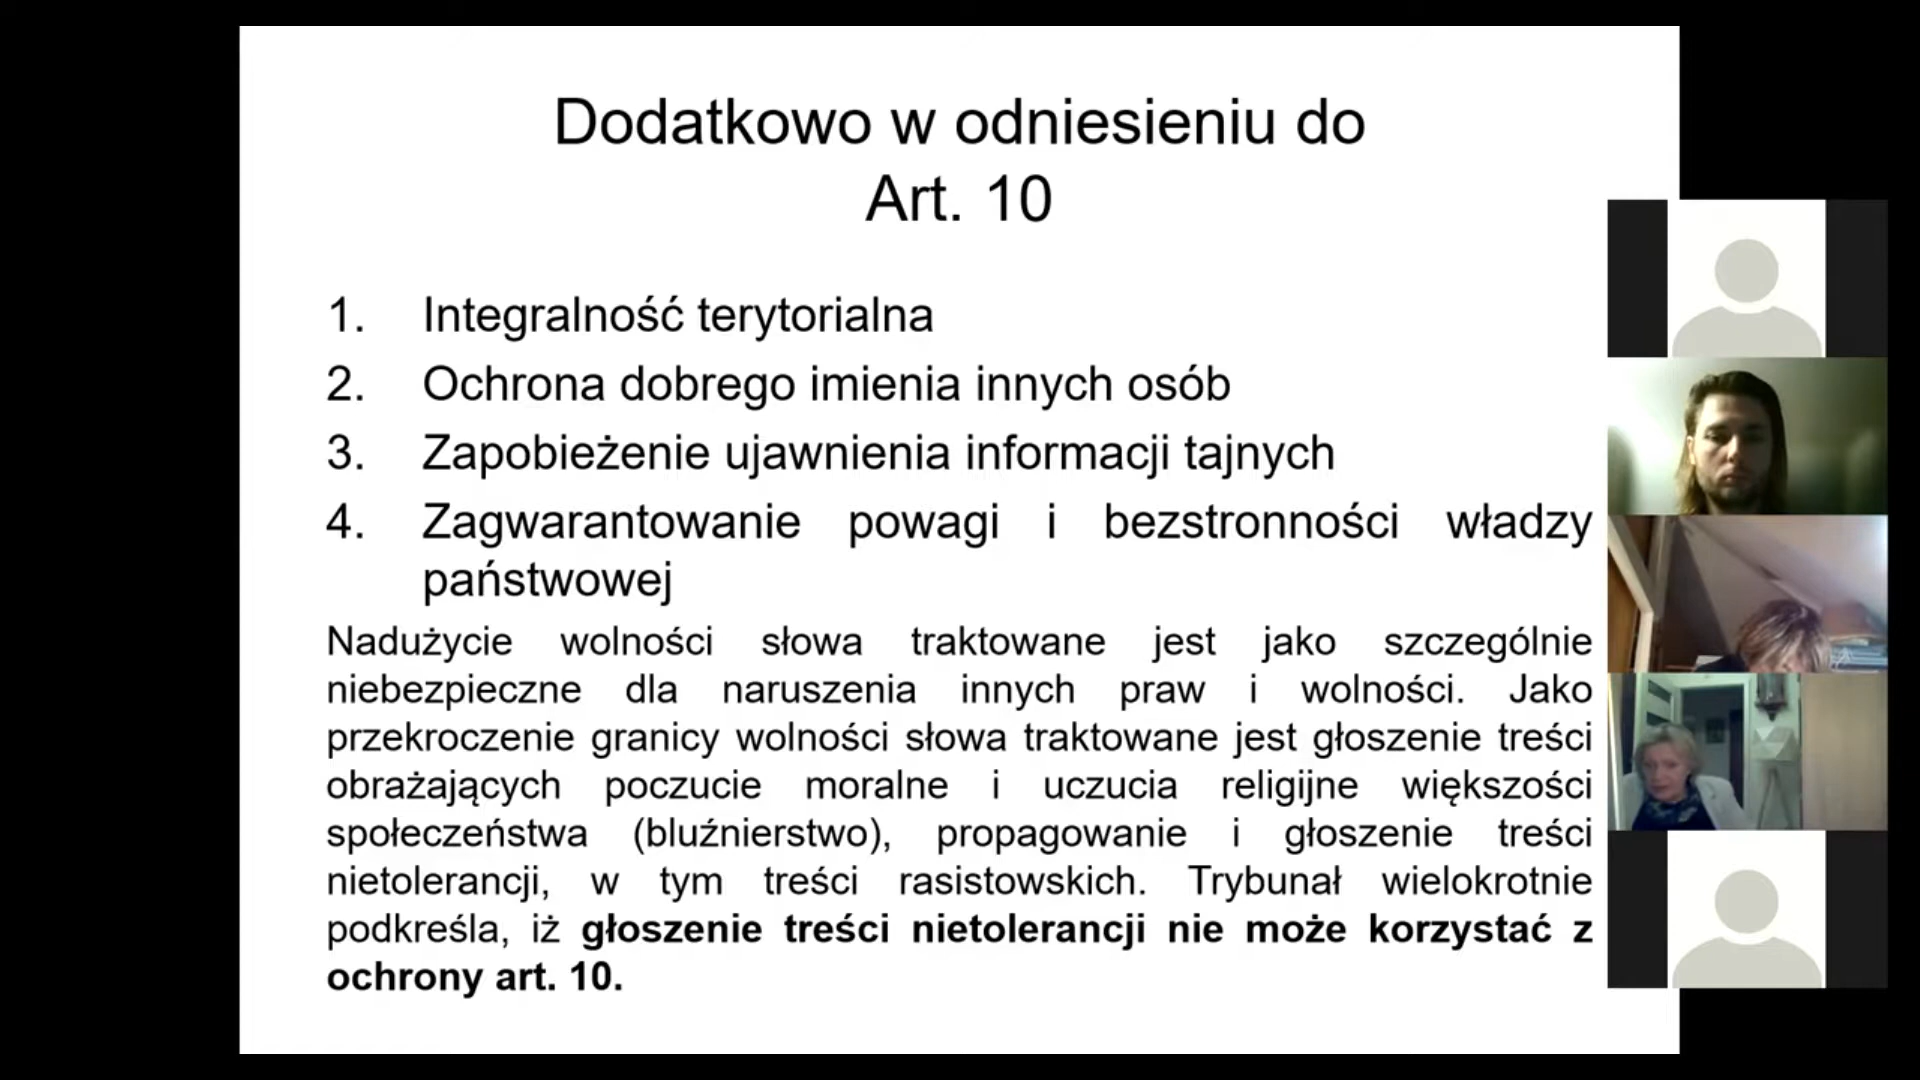 Dodatkowo w odniesieniu do
Art. 10
1. Integralność terytorialna
2. Ochrona dobrego imienia innych osób
3. Zapobieżenie ujawnienia informacji tajnych
4. Zagwarantowanie powagi i bezstronności władzy
państwowej
Nadużycie wolności słowa traktowane jest jako szczególnie
niebezpieczne dla naruszenia innych praw i wolności. Jako
przekroczenie granicy wolności słowa traktowane jest głoszenie treści
obrażających poczucie moralne i uczucia religijne większości
społeczeństwa (bluźnierstwo), propagowanie i głoszenie treści
nietolerancji, w tym treści rasistowskich. Trybunał wielokrotnie
podkreśla, iż głoszenie treści nietolerancji nie może korzystać z
ochrony art. 10.